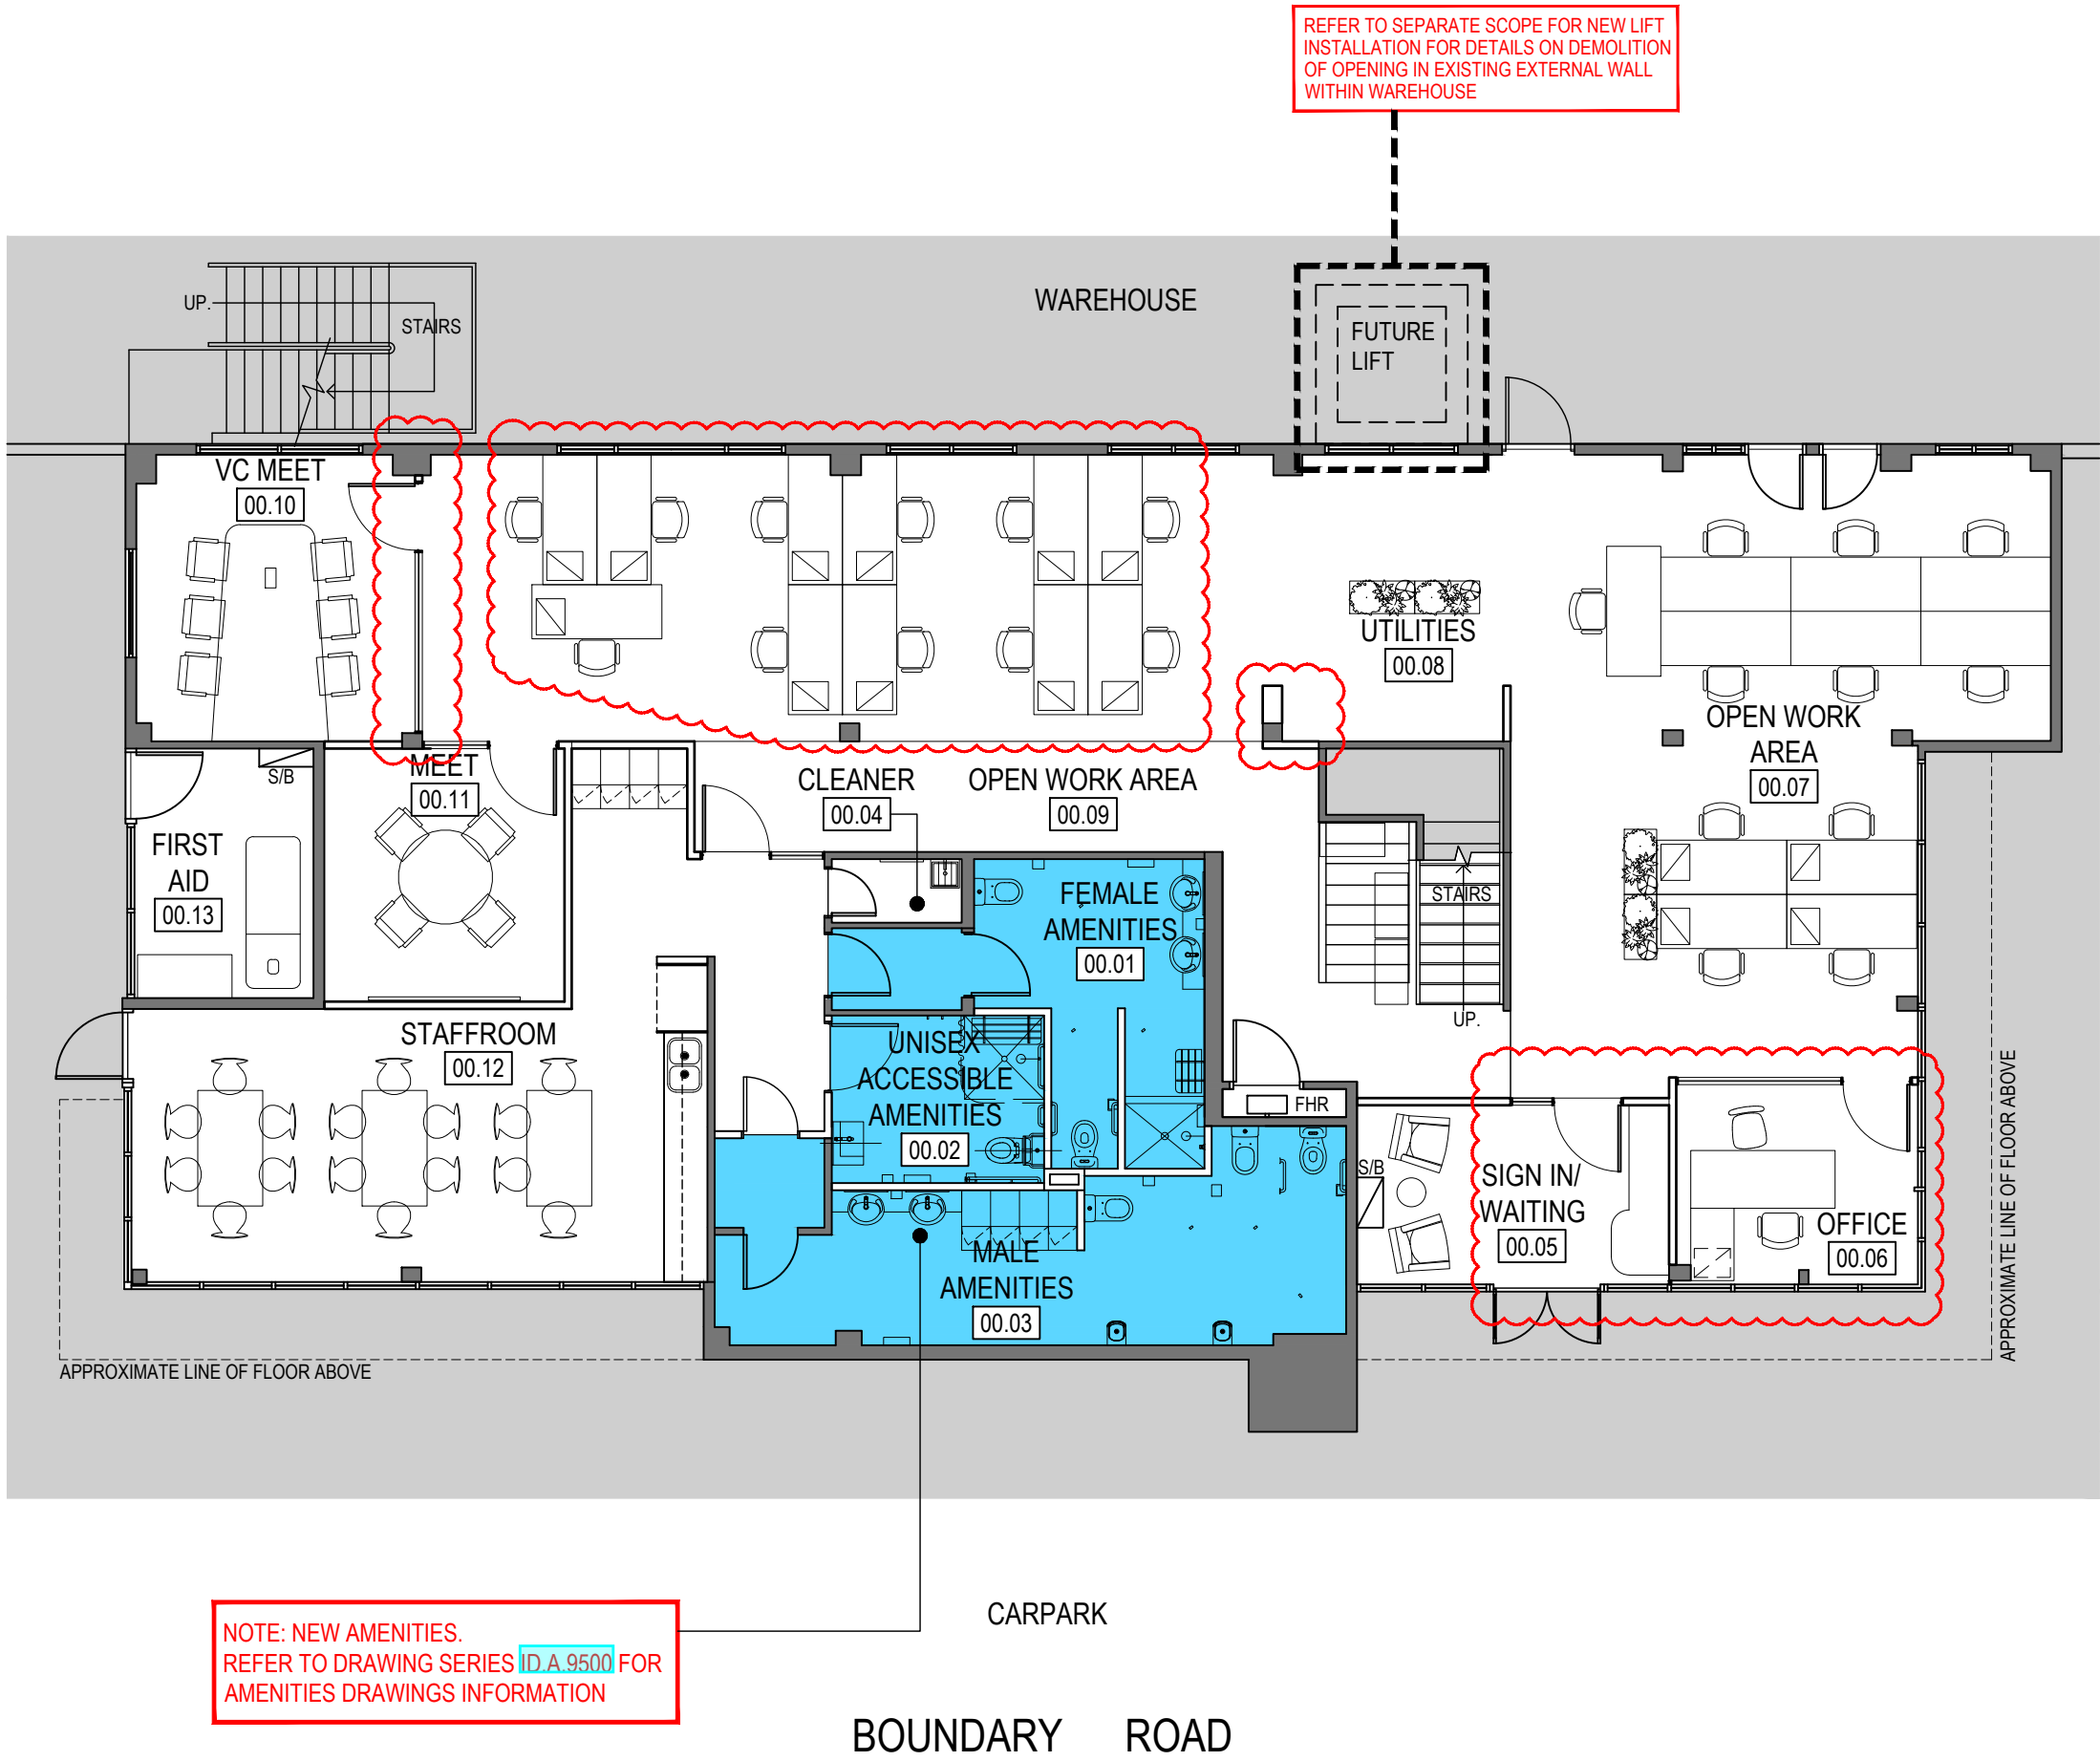 REFER TO SEPARATE SCOPE FOR NEW LIFT
INSTALLATION FOR DETAILS ON DEMOLITION
OF OPENING IN EXISTING EXTERNAL WALL
WITHIN WAREHOUSE
WAREHOUSE
UP.
STAIRS
FUTURE
LIFT
VC MEET
00.10
UTILITIES
00.08
OPEN WORK
AREA
00.07
MEET
00.11
S/B
CLEANER
00.04
OPEN WORK AREA
00.09
FIRST
AID
00.13
FEMALE
AMENITIES
00.01
STAIRS
UP.
STAFFROOM
00.12
UNISEX
ACCESSIBLE
AMENITIES
00.02
FHR
S/B
SIGN IN/
WAITING
00.05
OFFICE
00.06
MALE
AMENITIES
00.03
APPROXIMATE LINE OF FLOOR ABOVE
APPROXIMATE LINE OF FLOOR ABOVE
CARPARK
NOTE: NEW AMENITIES.
REFER TO DRAWING SERIES ID.A.9500 FOR
AMENITIES DRAWINGS INFORMATION
BOUNDARY ROAD